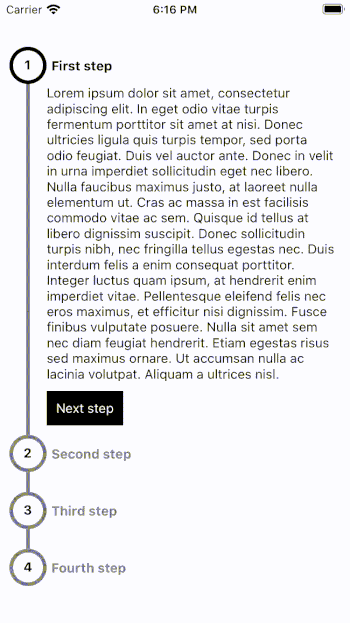 Carrier 6:16 PM
1 First step
Lorem ipsum dolor sit amet, consectetur
adipiscing elit. In eget odio vitae turpis
fermentum porttitor sit amet at nisi. Donec
ultricies ligula quis turpis tempor, sed porta
odio feugiat. Duis vel auctor ante. Donec in velit
in urna imperdiet sollicitudin eget nec libero.
Nulla faucibus maximus justo, at laoreet nulla
elementum ut. Cras ac massa in est facilisis
commodo vitae ac sem. Quisque id tellus at
libero dignissim suscipit. Donec sollicitudin
turpis nibh, nec fringilla tellus egestas nec. Duis
interdum felis a enim consequat porttitor.
Integer luctus quam ipsum, at hendrerit enim
imperdiet vitae. Pellentesque eleifend felis nec
eros maximus, et efficitur nisi dignissim. Fusce
finibus vulputate posuere. Nulla sit amet sem
nec diam feugiat hendrerit. Etiam egestas risus
sed maximus ornare. Ut accumsan nulla ac
lacinia volutpat. Aliquam a ultrices nisl.
Next step
2 Second step
3 Third step
4 Fourth step